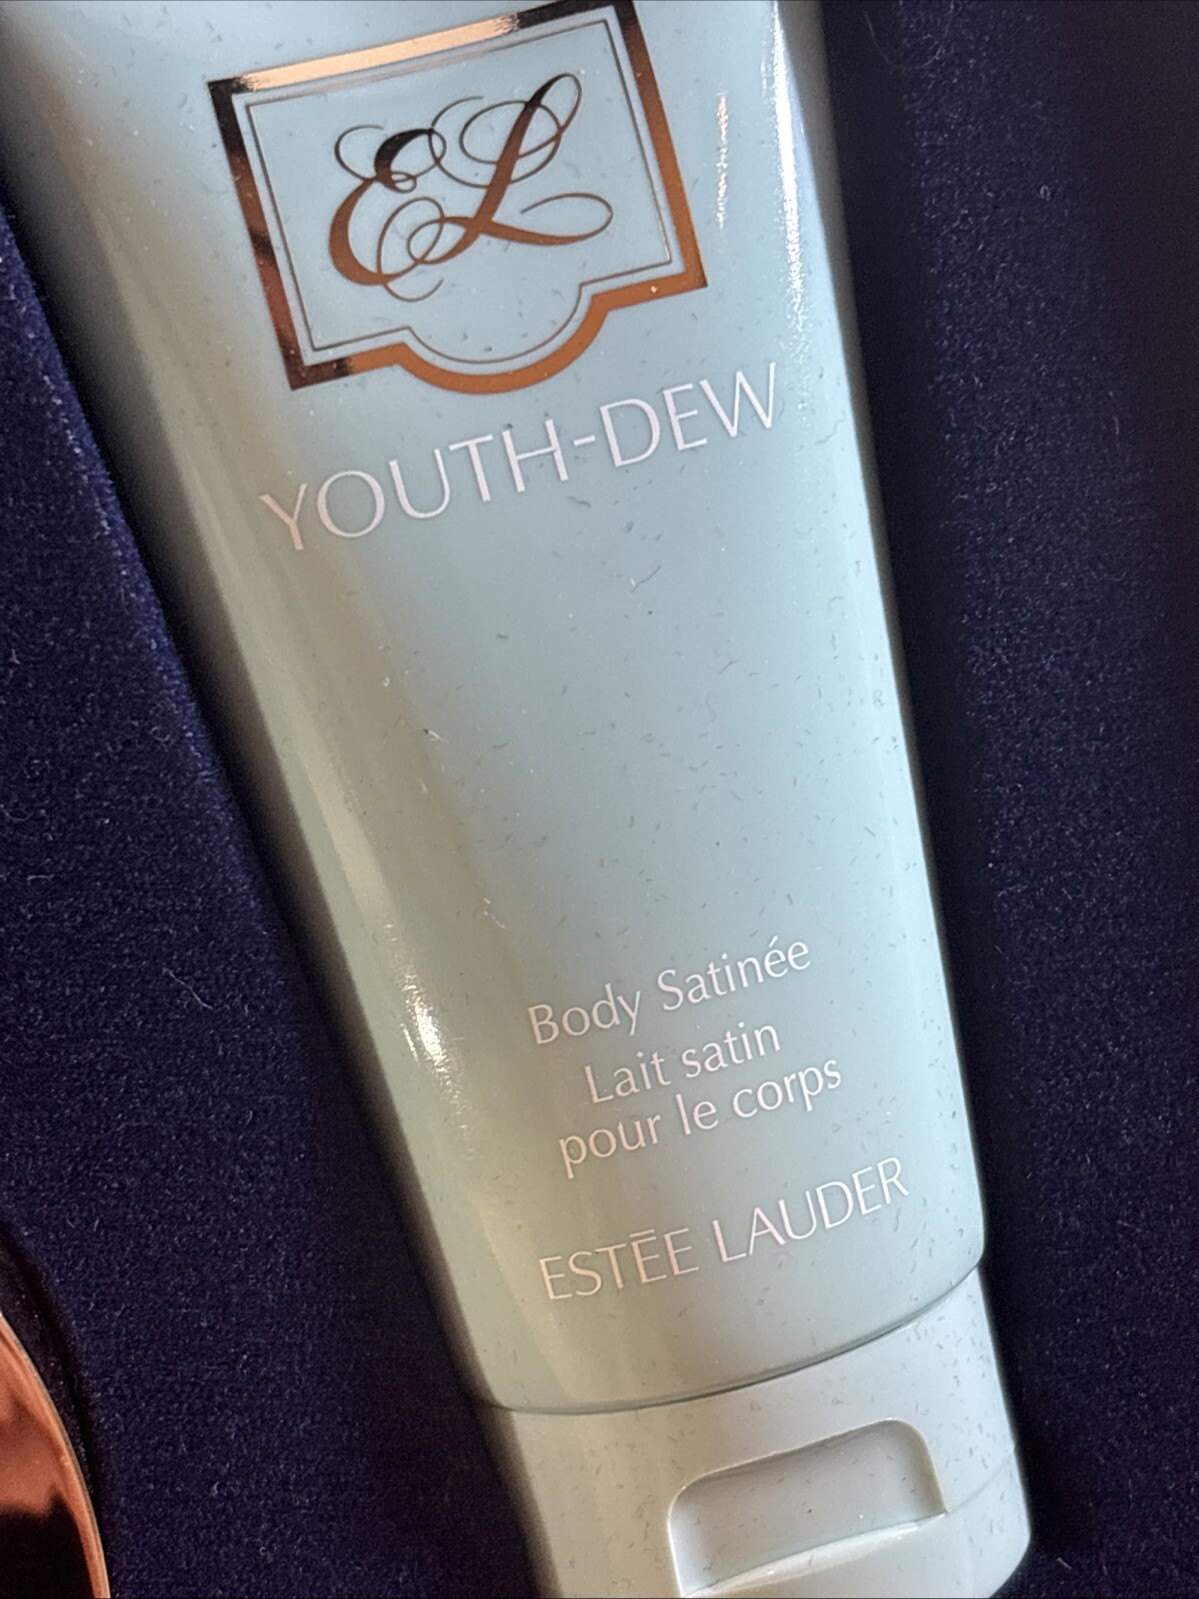 EL
YOUTH-DEW
Body Satinée
Lait satin
pour le corps
ESTĒE LAUDER